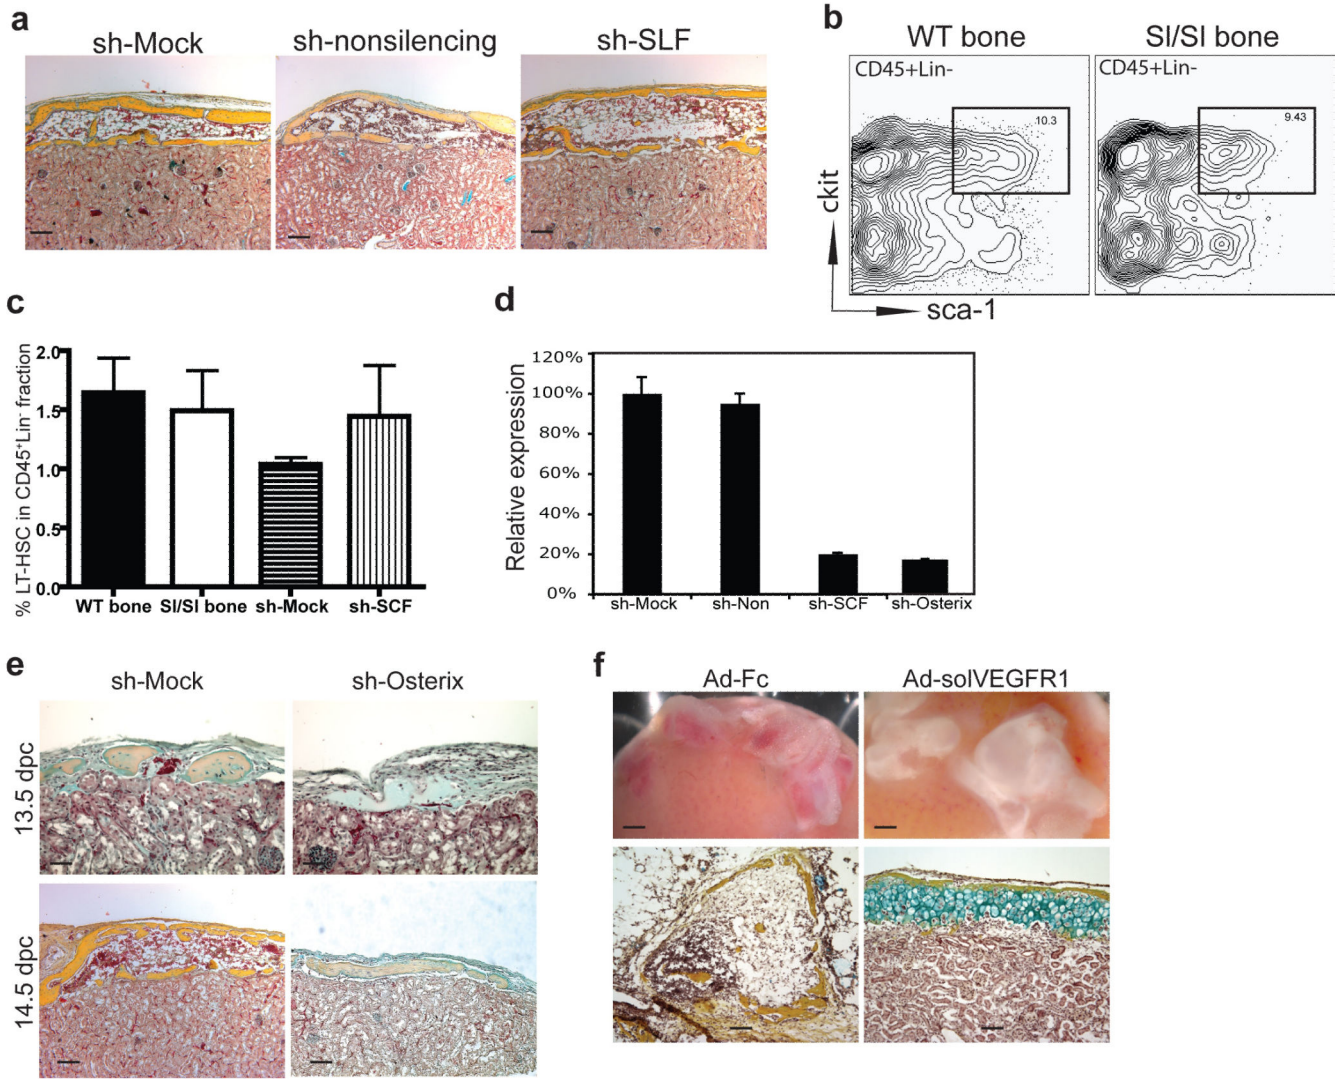 a
sh-Mock
sh-nonsilencing
sh-SLF
b
WT bone
Sl/Sl bone
CD45+Lin-
10.3
CD45+Lin-
9.43
ckit
sca-1
c
% LT-HSC in CD45⁺Lin⁻ fraction
2.0
1.5
1.0
0.5
0.0
WT bone
Sl/Sl bone
sh-Mock
sh-SCF
d
Relative expression
120%
100%
80%
60%
40%
20%
0%
sh-Mock
sh-Non
sh-SCF
sh-Osterix
e
sh-Mock
sh-Osterix
13.5 dpc
14.5 dpc
f
Ad-Fc
Ad-solVEGFR1